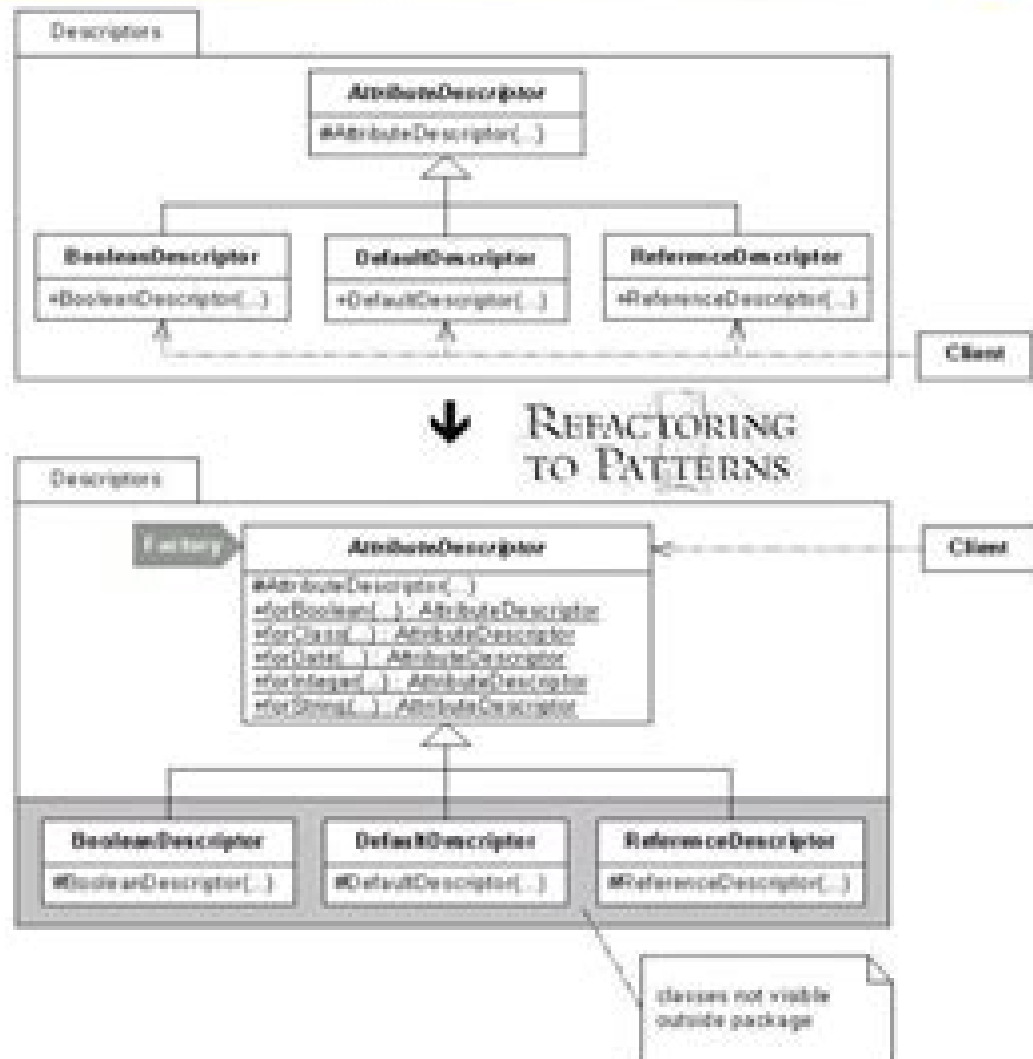 Descriptors
AttributeDescriptor
#AttributeDescriptor(...)
BooleanDescriptor
+BooleanDescriptor(...)
DefaultDescriptor
+DefaultDescriptor(...)
ReferenceDescriptor
+ReferenceDescriptor(...)
Client
REFACTORING
TO PATTERNS
Descriptors
Factory
AttributeDescriptor
#AttributeDescriptor(...)
+forBoolean(...) : AttributeDescriptor
+forClass(...) : AttributeDescriptor
+forDate(...) : AttributeDescriptor
+forInteger(...) : AttributeDescriptor
+forString(...) : AttributeDescriptor
Client
BooleanDescriptor
#BooleanDescriptor(...)
DefaultDescriptor
#DefaultDescriptor(...)
ReferenceDescriptor
#ReferenceDescriptor(...)
classes not visible
outside package